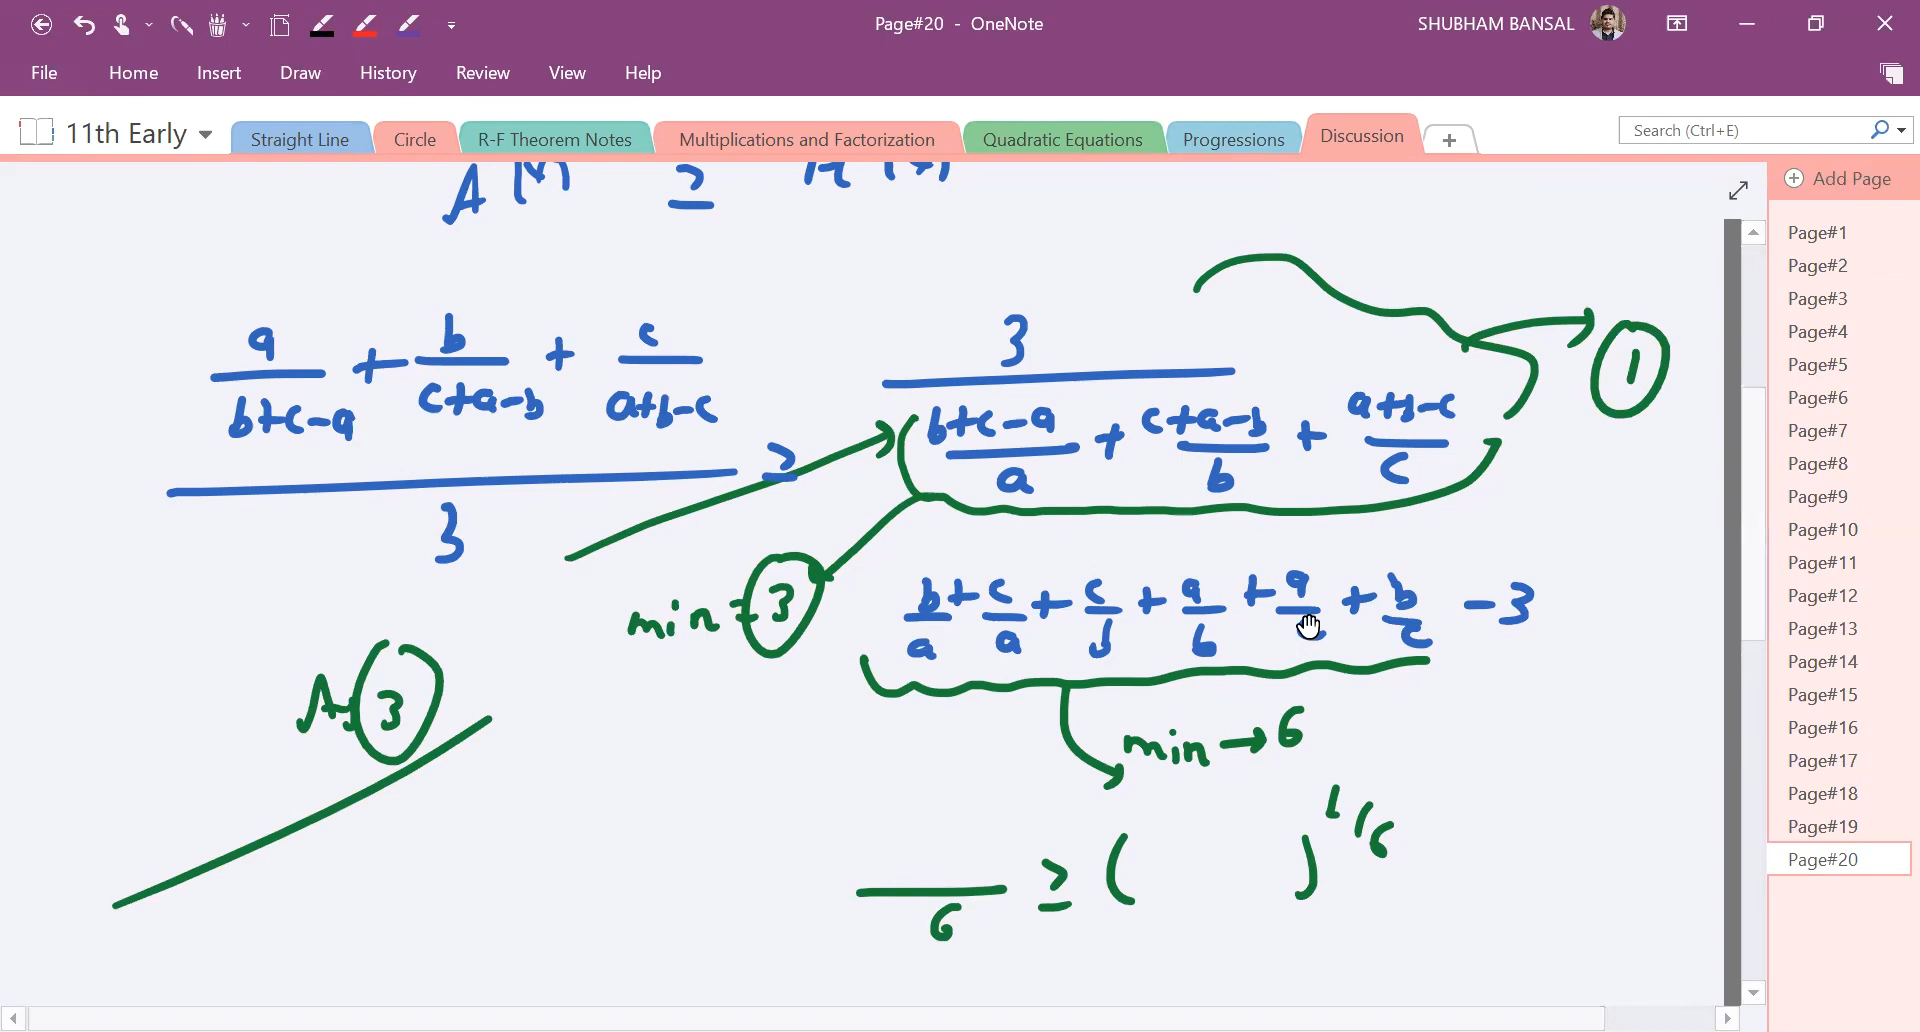 Page#20 - OneNote
SHUBHAM BANSAL
File Home Insert Draw History Review View Help
11th Early
Straight Line Circle R-F Theorem Notes Multiplications and Factorization Quadratic Equations Progressions Discussion
Search (Ctrl+E)
Add Page
Page#1
Page#2
Page#3
Page#4
Page#5
Page#6
Page#7
Page#8
Page#9
Page#10
Page#11
Page#12
Page#13
Page#14
Page#15
Page#16
Page#17
Page#18
Page#19
Page#20
A ≥
a/(b+c-a) + b/(c+a-b) + c/(a+b-c)
3
≥
3
(b+c-a)/a + (c+a-b)/b + (a+b-c)/c
1
min = 3
b/a + c/a + c/b + a/b + a/c + b/c - 3
min → 6
3
6 ≥ ( )^1/6